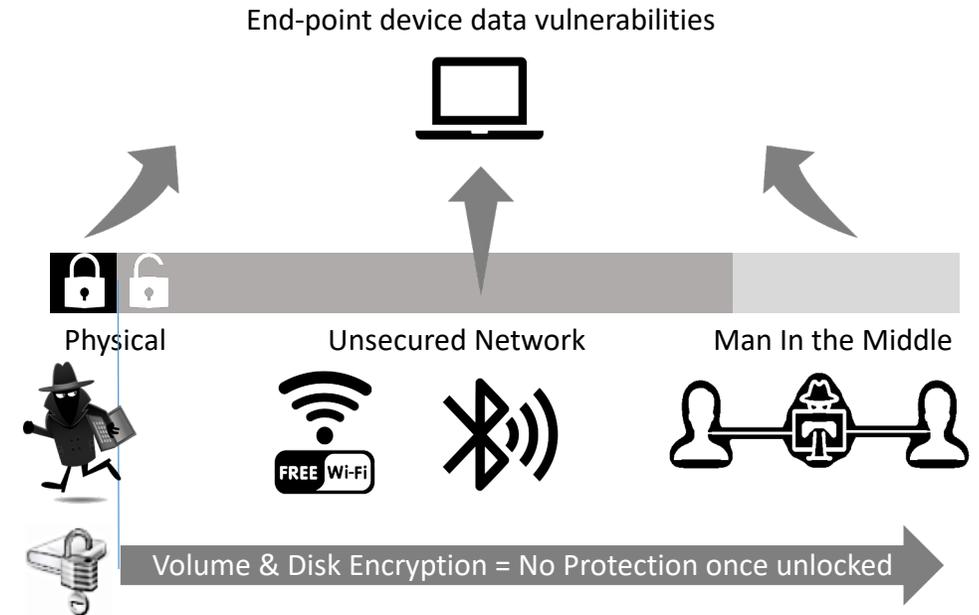 End-point device data vulnerabilities
Physical
Unsecured Network
Man In the Middle
FREE Wi-Fi
Volume & Disk Encryption = No Protection once unlocked